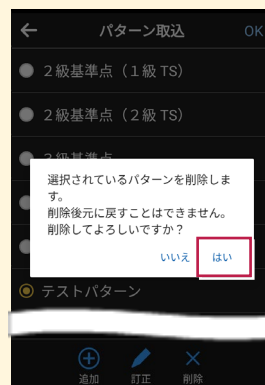 パターン取込 OK
２級基準点（１級 TS）
２級基準点（２級 TS）
３級基準点
選択されているパターンを削除しま
す。
削除後元に戻すことはできません。
削除してよろしいですか？
いいえ はい
テストパターン
追加 訂正 削除